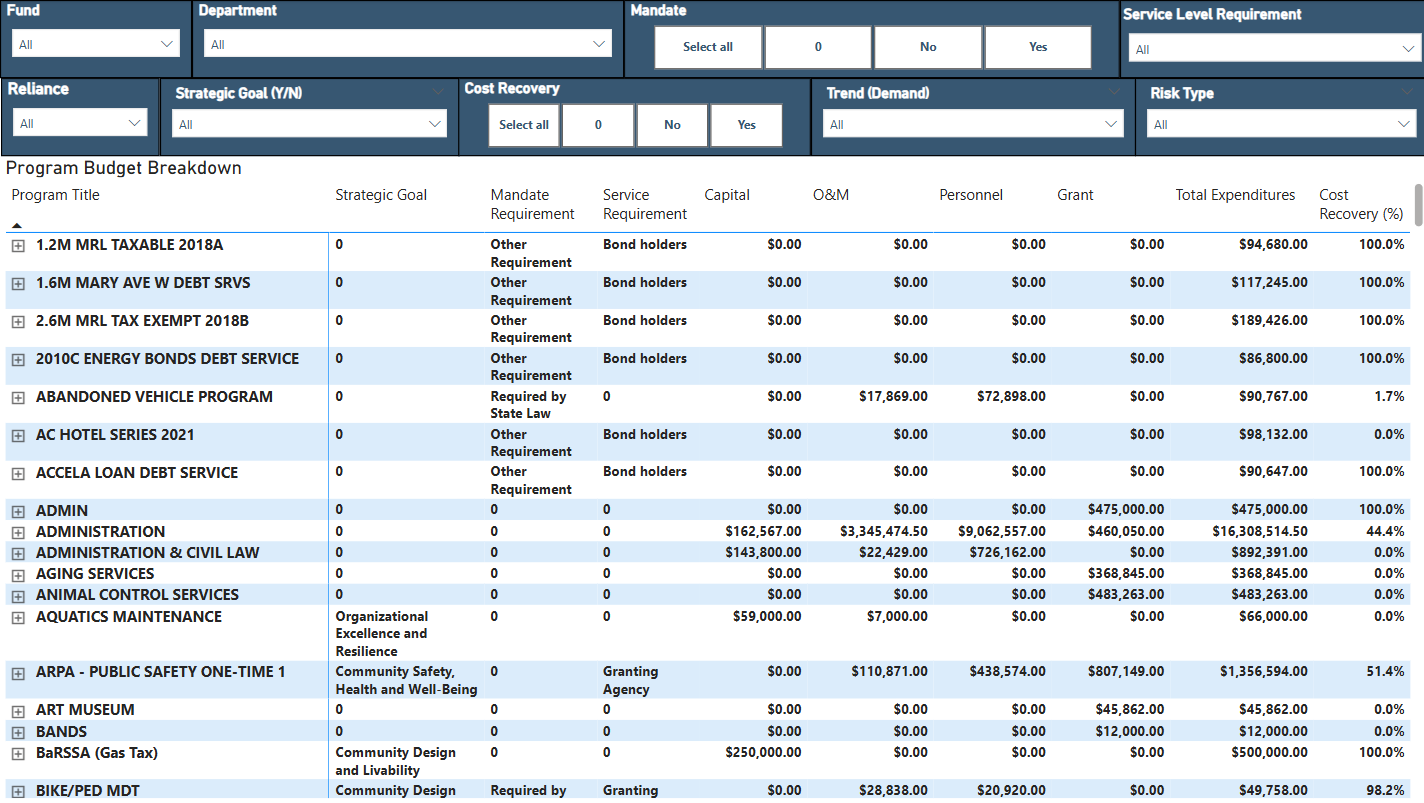 Fund Department Mandate Service Level Requirement
All All Select all 0 No Yes All
Reliance Strategic Goal (Y/N) Cost Recovery Trend (Demand) Risk Type
All All Select all 0 No Yes All All
Program Budget Breakdown
Program Title Strategic Goal Mandate Service Capital O&M Personnel Grant Total Expenditures Cost
Requirement Requirement Recovery (%)
1.2M MRL TAXABLE 2018A 0 Other Bond holders $0.00 $0.00 $0.00 $0.00 $94,680.00 100.0%
Requirement
1.6M MARY AVE W DEBT SRVS 0 Other Bond holders $0.00 $0.00 $0.00 $0.00 $117,245.00 100.0%
Requirement
2.6M MRL TAX EXEMPT 2018B 0 Other Bond holders $0.00 $0.00 $0.00 $0.00 $189,426.00 100.0%
Requirement
2010C ENERGY BONDS DEBT SERVICE 0 Other Bond holders $0.00 $0.00 $0.00 $0.00 $86,800.00 100.0%
Requirement
ABANDONED VEHICLE PROGRAM 0 Required by 0 $0.00 $17,869.00 $72,898.00 $0.00 $90,767.00 1.7%
State Law
AC HOTEL SERIES 2021 0 Other Bond holders $0.00 $0.00 $0.00 $0.00 $98,132.00 0.0%
Requirement
ACCELA LOAN DEBT SERVICE 0 Other Bond holders $0.00 $0.00 $0.00 $0.00 $90,647.00 100.0%
Requirement
ADMIN 0 0 0 $0.00 $0.00 $0.00 $475,000.00 $475,000.00 100.0%
ADMINISTRATION 0 0 0 $162,567.00 $3,345,474.50 $9,062,557.00 $460,050.00 $16,308,514.50 44.4%
ADMINISTRATION & CIVIL LAW 0 0 0 $143,800.00 $22,429.00 $726,162.00 $0.00 $892,391.00 0.0%
AGING SERVICES 0 0 0 $0.00 $0.00 $0.00 $368,845.00 $368,845.00 0.0%
ANIMAL CONTROL SERVICES 0 0 0 $0.00 $0.00 $0.00 $483,263.00 $483,263.00 0.0%
AQUATICS MAINTENANCE Organizational 0 0 $59,000.00 $7,000.00 $0.00 $0.00 $66,000.00 0.0%
Excellence and
Resilience
ARPA - PUBLIC SAFETY ONE-TIME 1 Community Safety, 0 Granting $0.00 $110,871.00 $438,574.00 $807,149.00 $1,356,594.00 51.4%
Health and Well-Being Agency
ART MUSEUM 0 0 0 $0.00 $0.00 $0.00 $45,862.00 $45,862.00 0.0%
BANDS 0 0 0 $0.00 $0.00 $0.00 $12,000.00 $12,000.00 0.0%
BaRSSA (Gas Tax) Community Design 0 0 $250,000.00 $0.00 $0.00 $0.00 $500,000.00 100.0%
and Livability
BIKE/PED MDT Community Design Required by Granting $0.00 $28,838.00 $20,920.00 $0.00 $49,758.00 98.2%